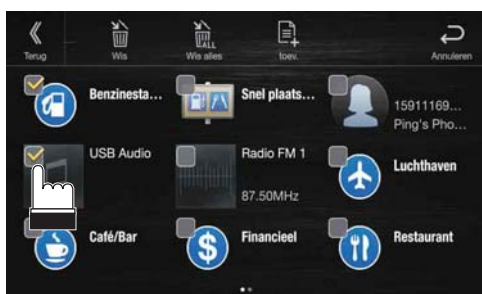 Terug
Wis
ALL
Wis alles
toev.
Annuleren
Benzinesta...
Snel plaats...
15911169...
Ping's Pho...
USB Audio
Radio FM 1
87.50MHz
Luchthaven
Café/Bar
$ Financieel
Restaurant